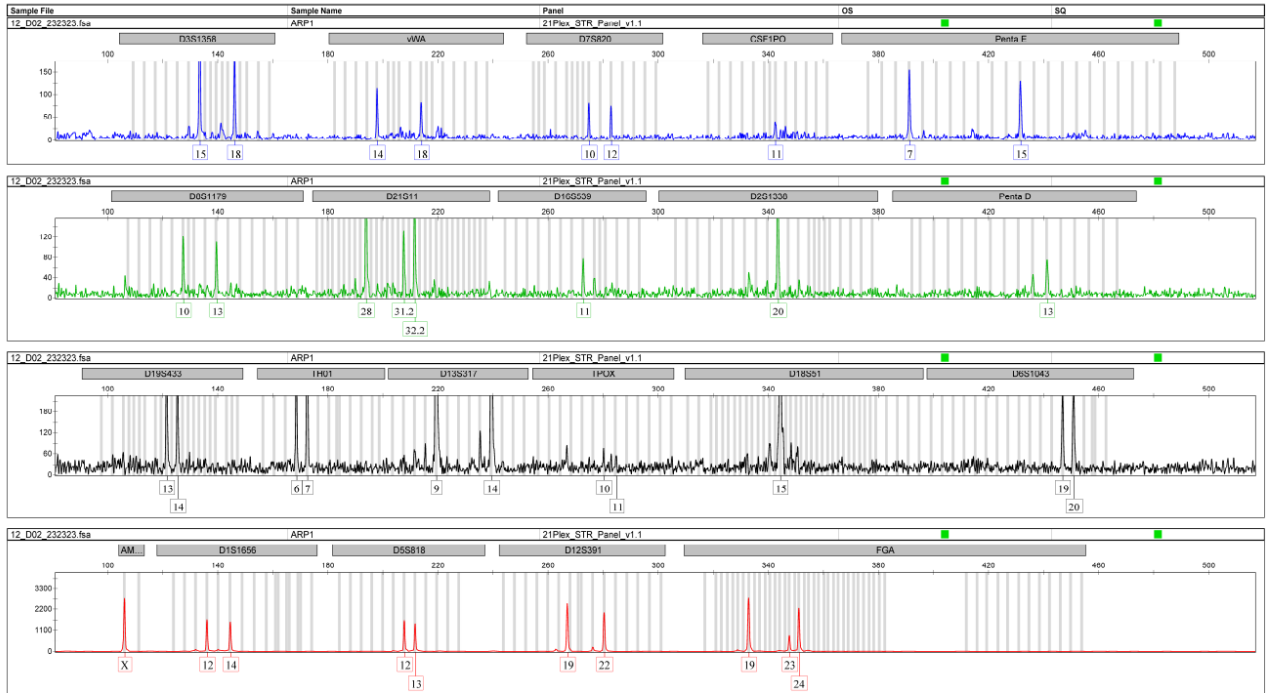 Sample File Sample Name Panel OS SQ
12_D02_232323.fsa ARP1 21Plex_STR_Panel_v1.1
D3S1358 vWA D7S820 CSF1PO Penta E
100 140 180 220 260 300 340 380 420 460 500
150
100
50
0
15 18 14 18 10 12 11 7 15
12_D02_232323.fsa ARP1 21Plex_STR_Panel_v1.1
D8S1179 D21S11 D16S539 D2S1338 Penta D
100 140 180 220 260 300 340 380 420 460 500
120
80
40
0
10 13 28 31.2 11 20 13
32.2
12_D02_232323.fsa ARP1 21Plex_STR_Panel_v1.1
D19S433 TH01 D13S317 TPOX D18S51 D6S1043
100 140 180 220 260 300 340 380 420 460 500
180
120
60
0
13 6 7 9 14 10 15 19
14 11 20
12_D02_232323.fsa ARP1 21Plex_STR_Panel_v1.1
AM... D1S1656 D5S818 D12S391 FGA
100 140 180 220 260 300 340 380 420 460 500
3300
2200
1100
0
X 12 14 12 19 22 19 23
13 24